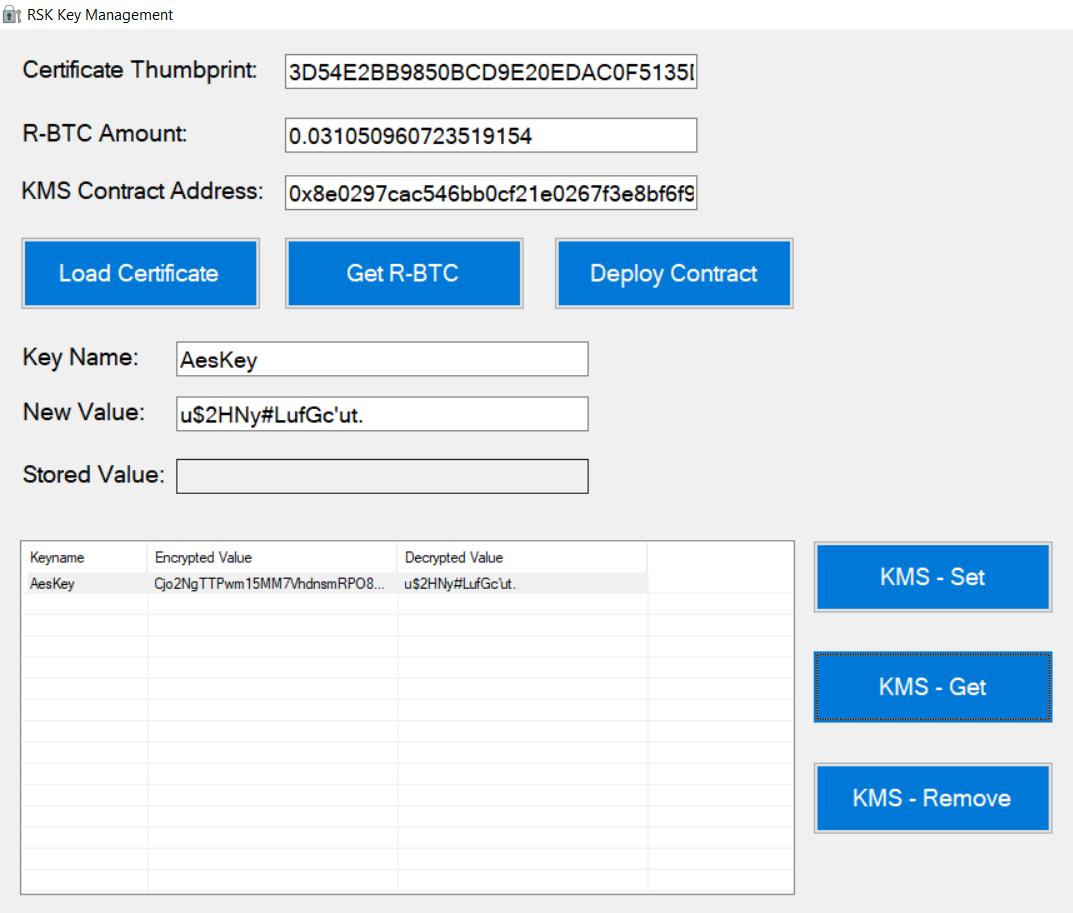 RSK Key Management
Certificate Thumbprint: 3D54E2BB9850BCD9E20EDAC0F5135
R-BTC Amount: 0.031050960723519154
KMS Contract Address: 0x8e0297cac546bb0cf21e0267f3e8bf6f9
Load Certificate Get R-BTC Deploy Contract
Key Name: AesKey
New Value: u$2HNy#LufGc'ut.
Stored Value:
Keyname Encrypted Value Decrypted Value
AesKey Cjo2NgTTPwm15MM7VhdnsmRPO8... u$2HNy#LufGc'ut.
KMS - Set
KMS - Get
KMS - Remove